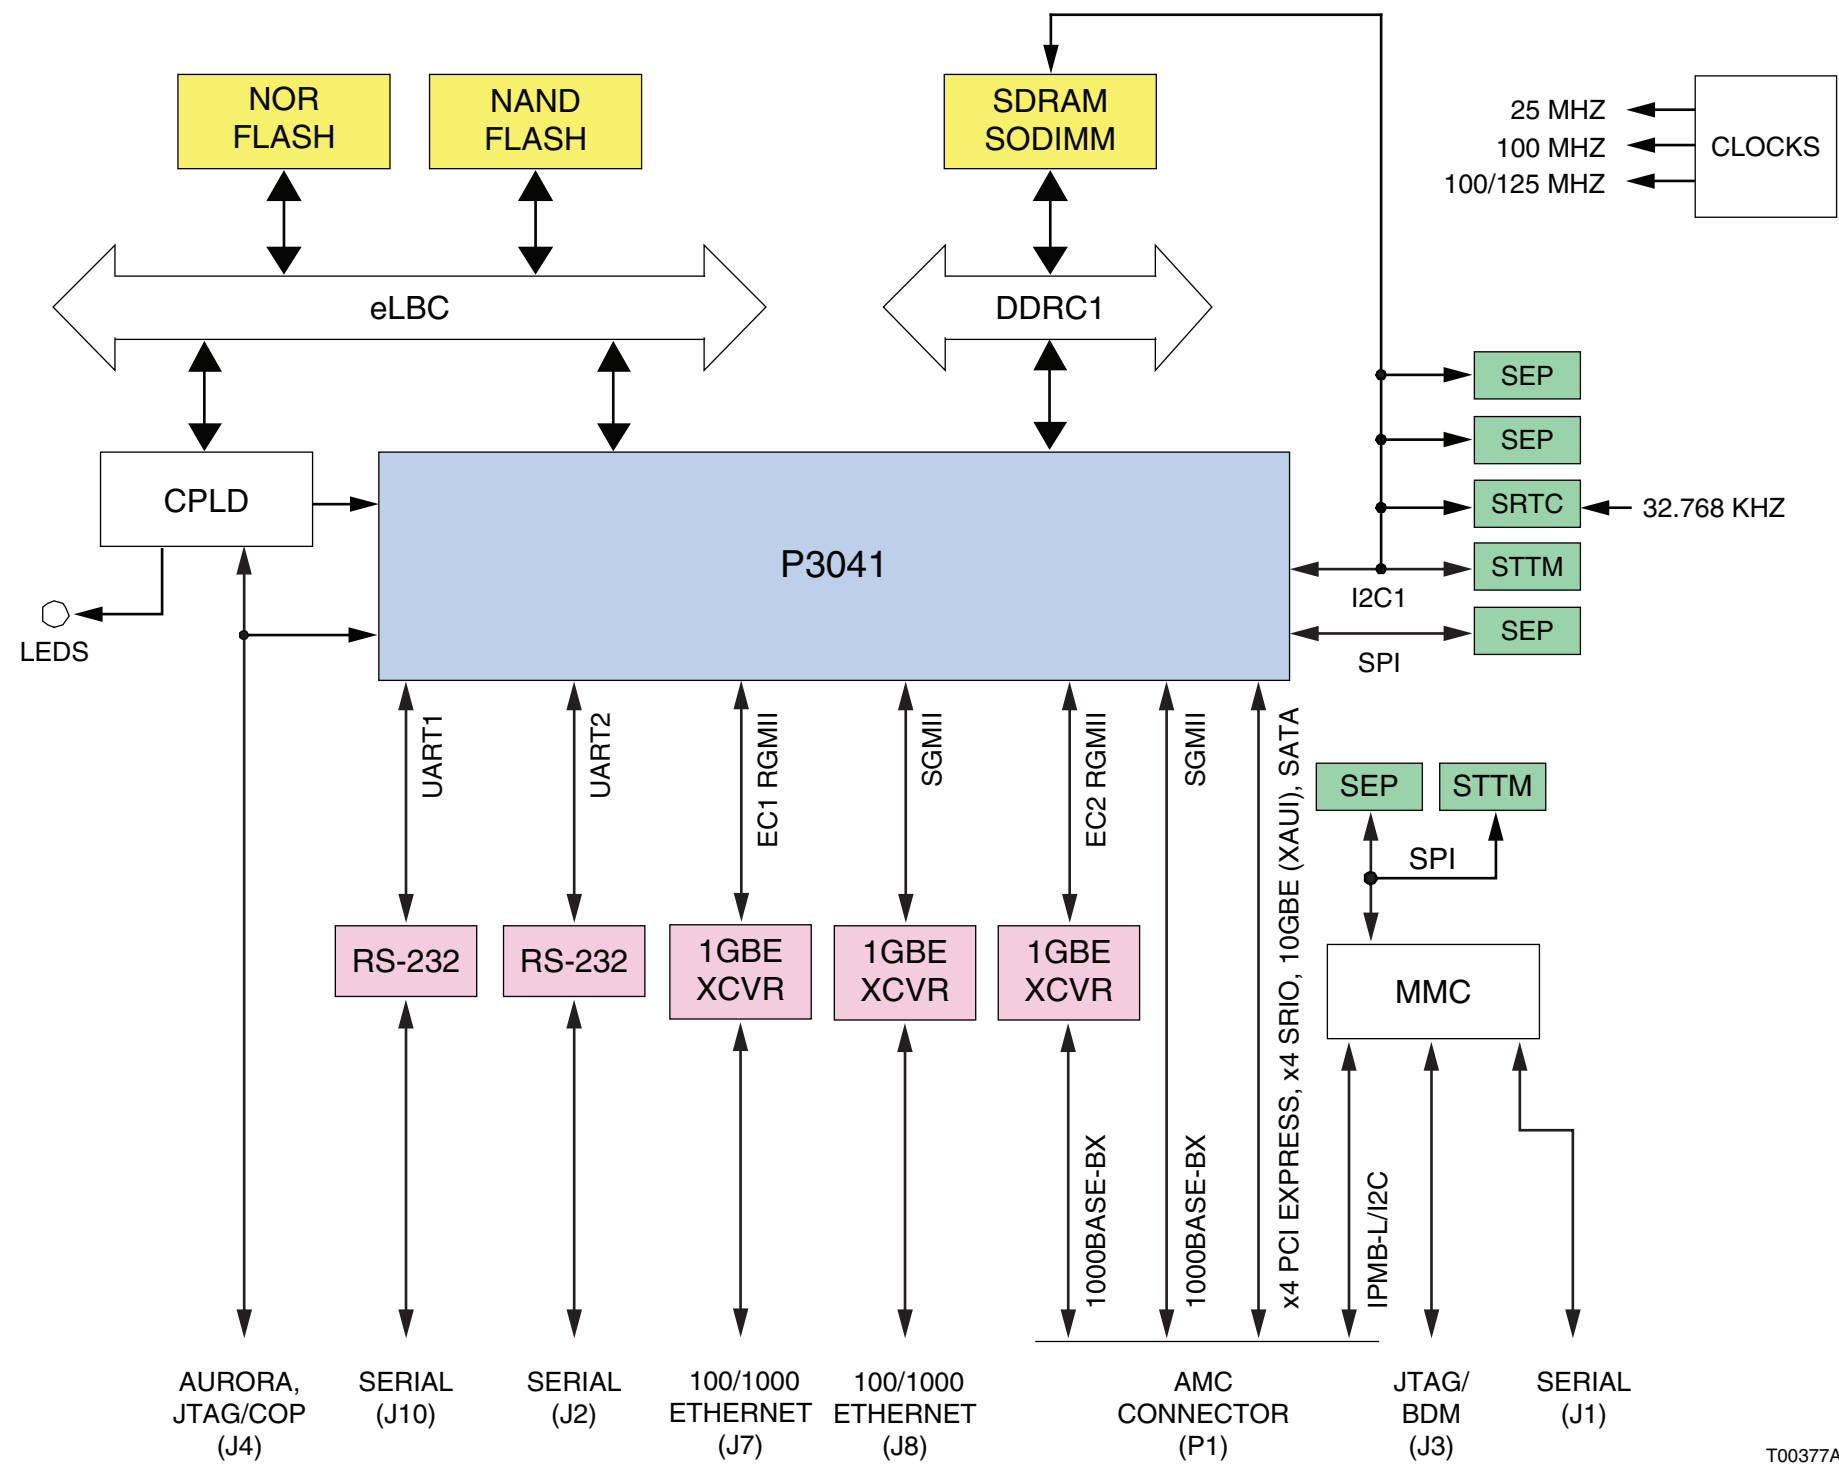 NOR
FLASH
NAND
FLASH
SDRAM
SODIMM
25 MHZ
100 MHZ
100/125 MHZ
CLOCKS
eLBC
DDRC1
SEP
SEP
SRTC
32.768 KHZ
STTM
I2C1
SEP
SPI
CPLD
P3041
LEDS
UART1
UART2
EC1 RGMII
SGMII
EC2 RGMII
SGMII
x4 PCI EXPRESS, x4 SRIO, 10GBE (XAUI), SATA
SEP
STTM
SPI
RS-232
RS-232
1GBE
XCVR
1GBE
XCVR
1GBE
XCVR
MMC
1000BASE-BX
1000BASE-BX
IPMB-L/I2C
AURORA,
JTAG/COP
(J4)
SERIAL
(J10)
SERIAL
(J2)
100/1000
ETHERNET
(J7)
100/1000
ETHERNET
(J8)
AMC
CONNECTOR
(P1)
JTAG/
BDM
(J3)
SERIAL
(J1)
T00377A